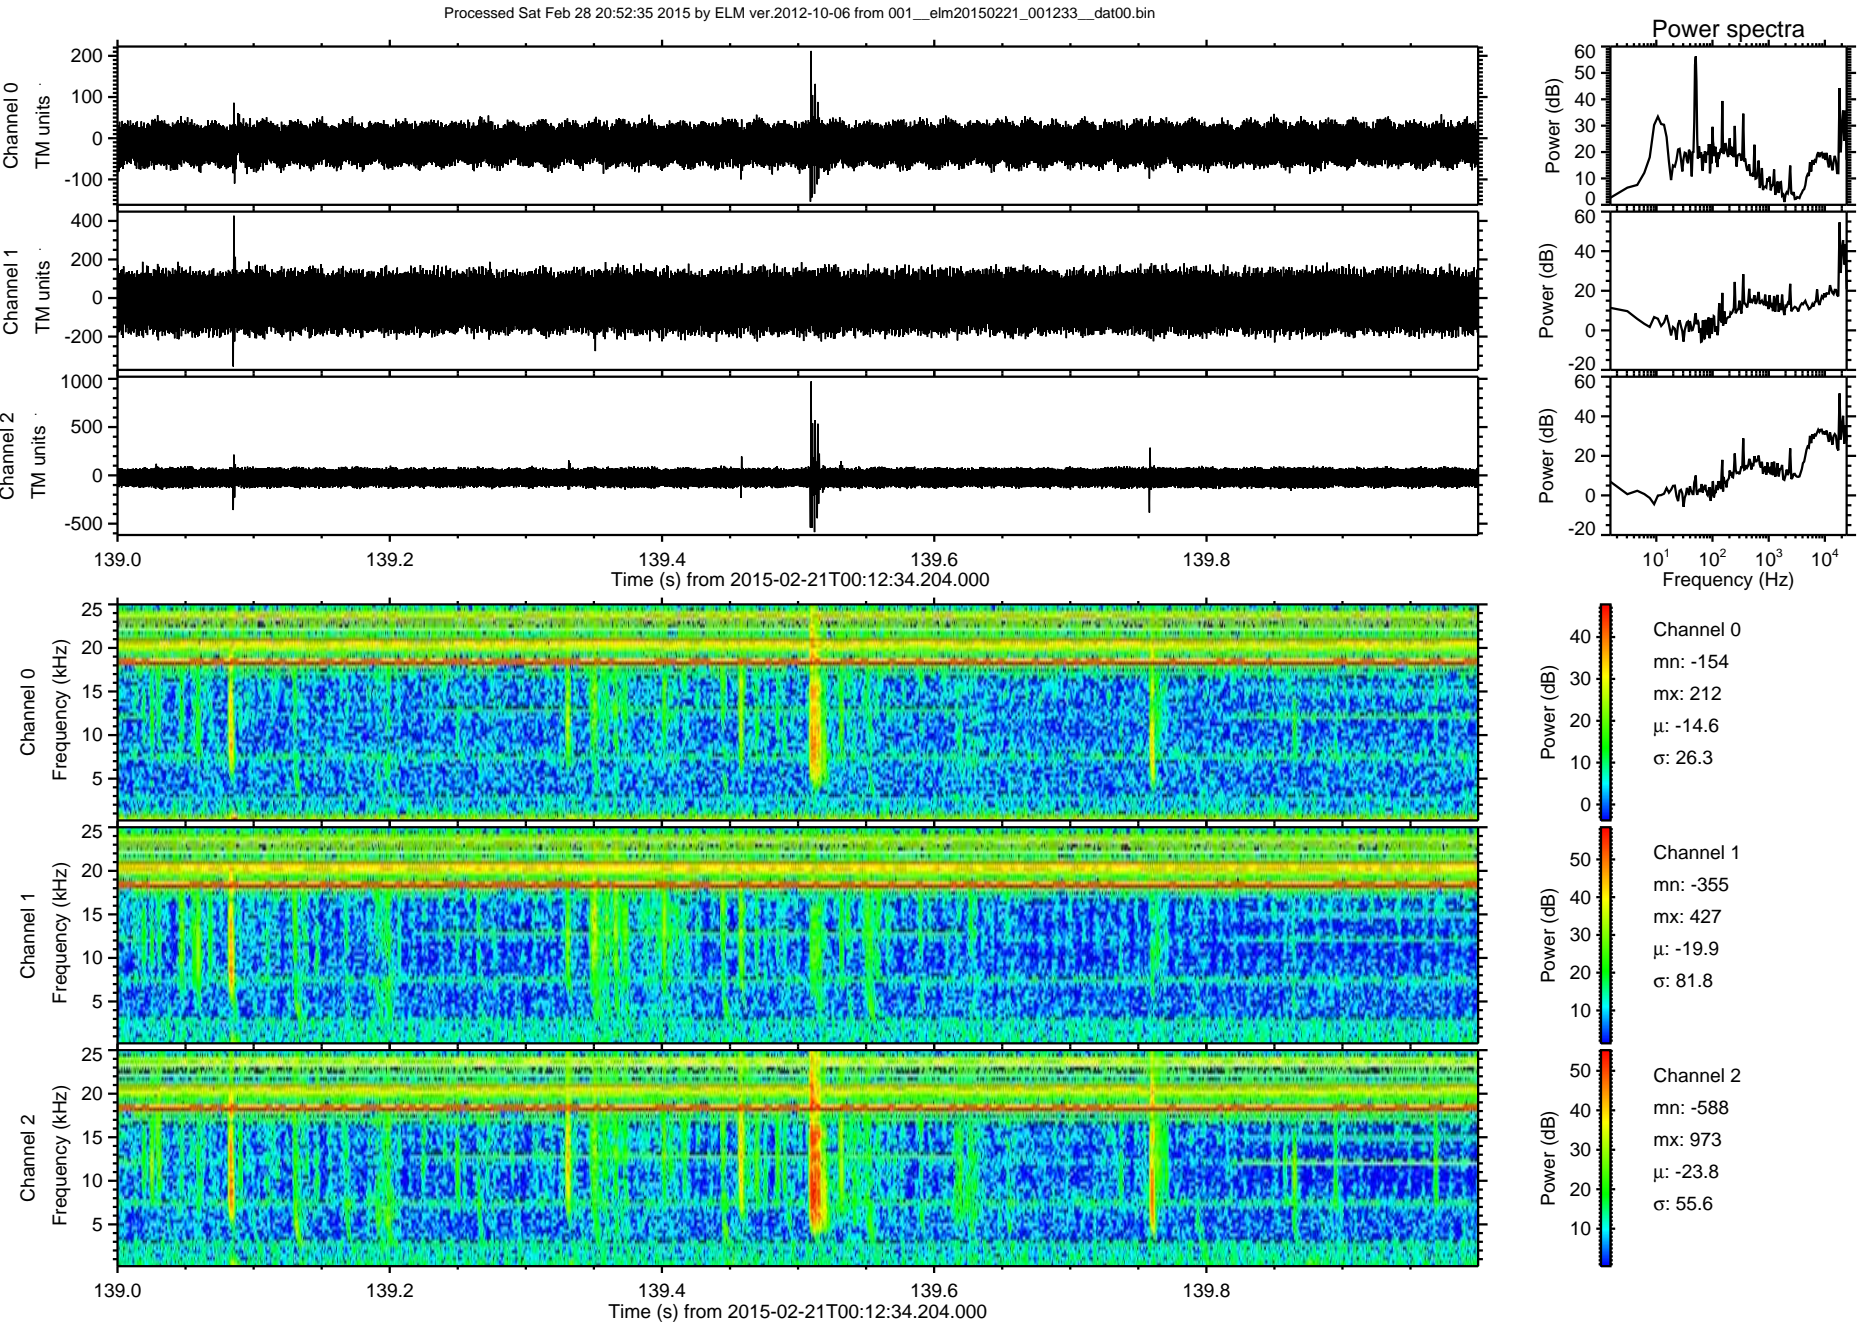 Processed Sat Feb 28 20:52:35 2015 by ELM ver.2012-10-06 from 001__elm20150221_001233__dat00.bin
Power spectra
Channel 0
TM units
200
100
0
-100
Power (dB)
60
50
40
30
20
10
0
Channel 1
TM units
400
200
0
-200
Power (dB)
60
40
20
0
-20
Channel 2
TM units
1000
500
0
-500
Power (dB)
60
40
20
0
-20
139.0 139.2 139.4 139.6 139.8
Time (s) from 2015-02-21T00:12:34.204.000
10^1 10^2 10^3 10^4
Frequency (Hz)
Channel 0
Frequency (kHz)
25
20
15
10
5
Power (dB)
40
30
20
10
0
Channel 0
mn: -154
mx: 212
μ: -14.6
σ: 26.3
Channel 1
Frequency (kHz)
25
20
15
10
5
Power (dB)
50
40
30
20
10
Channel 1
mn: -355
mx: 427
μ: -19.9
σ: 81.8
Channel 2
Frequency (kHz)
25
20
15
10
5
Power (dB)
50
40
30
20
10
Channel 2
mn: -588
mx: 973
μ: -23.8
σ: 55.6
139.0 139.2 139.4 139.6 139.8
Time (s) from 2015-02-21T00:12:34.204.000